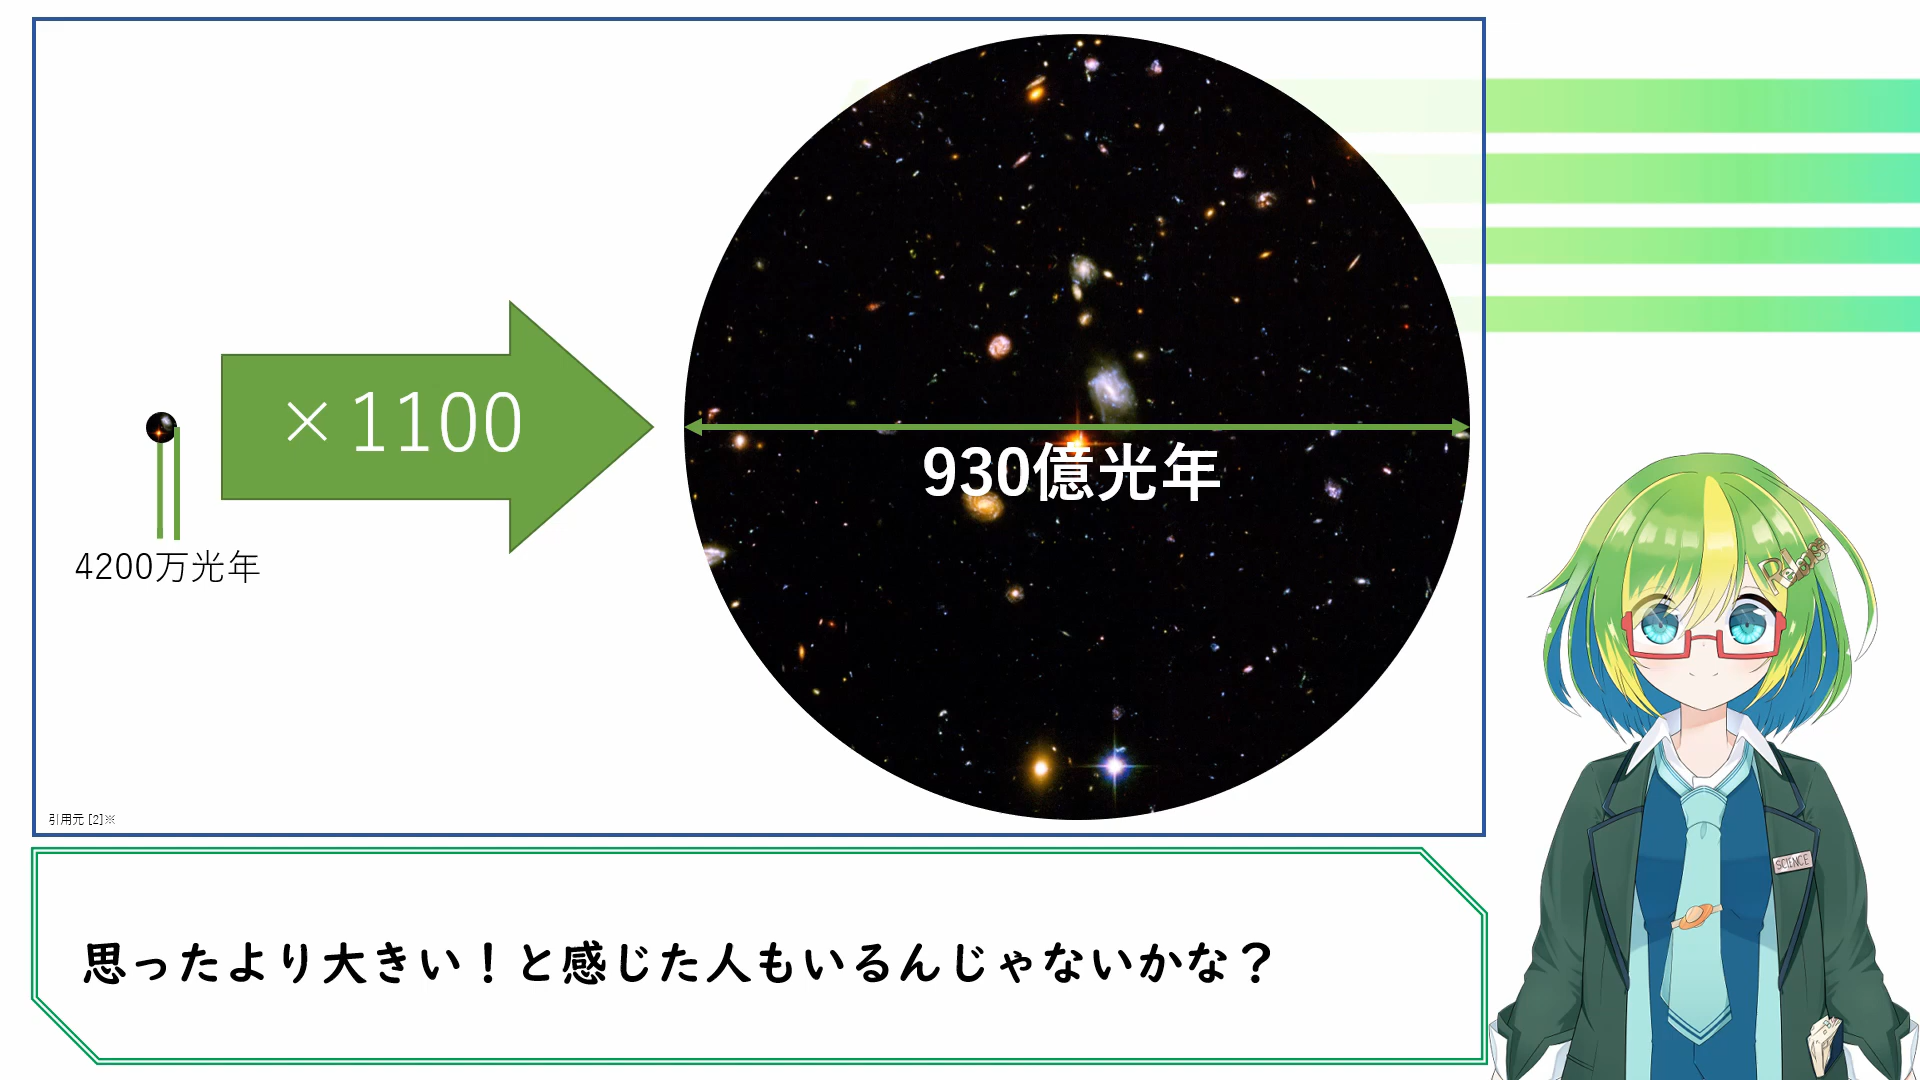 ×1100
930億光年
4200万光年
引用元 [2]※
思ったより大きい！と感じた人もいるんじゃないかな？
SCIENCE